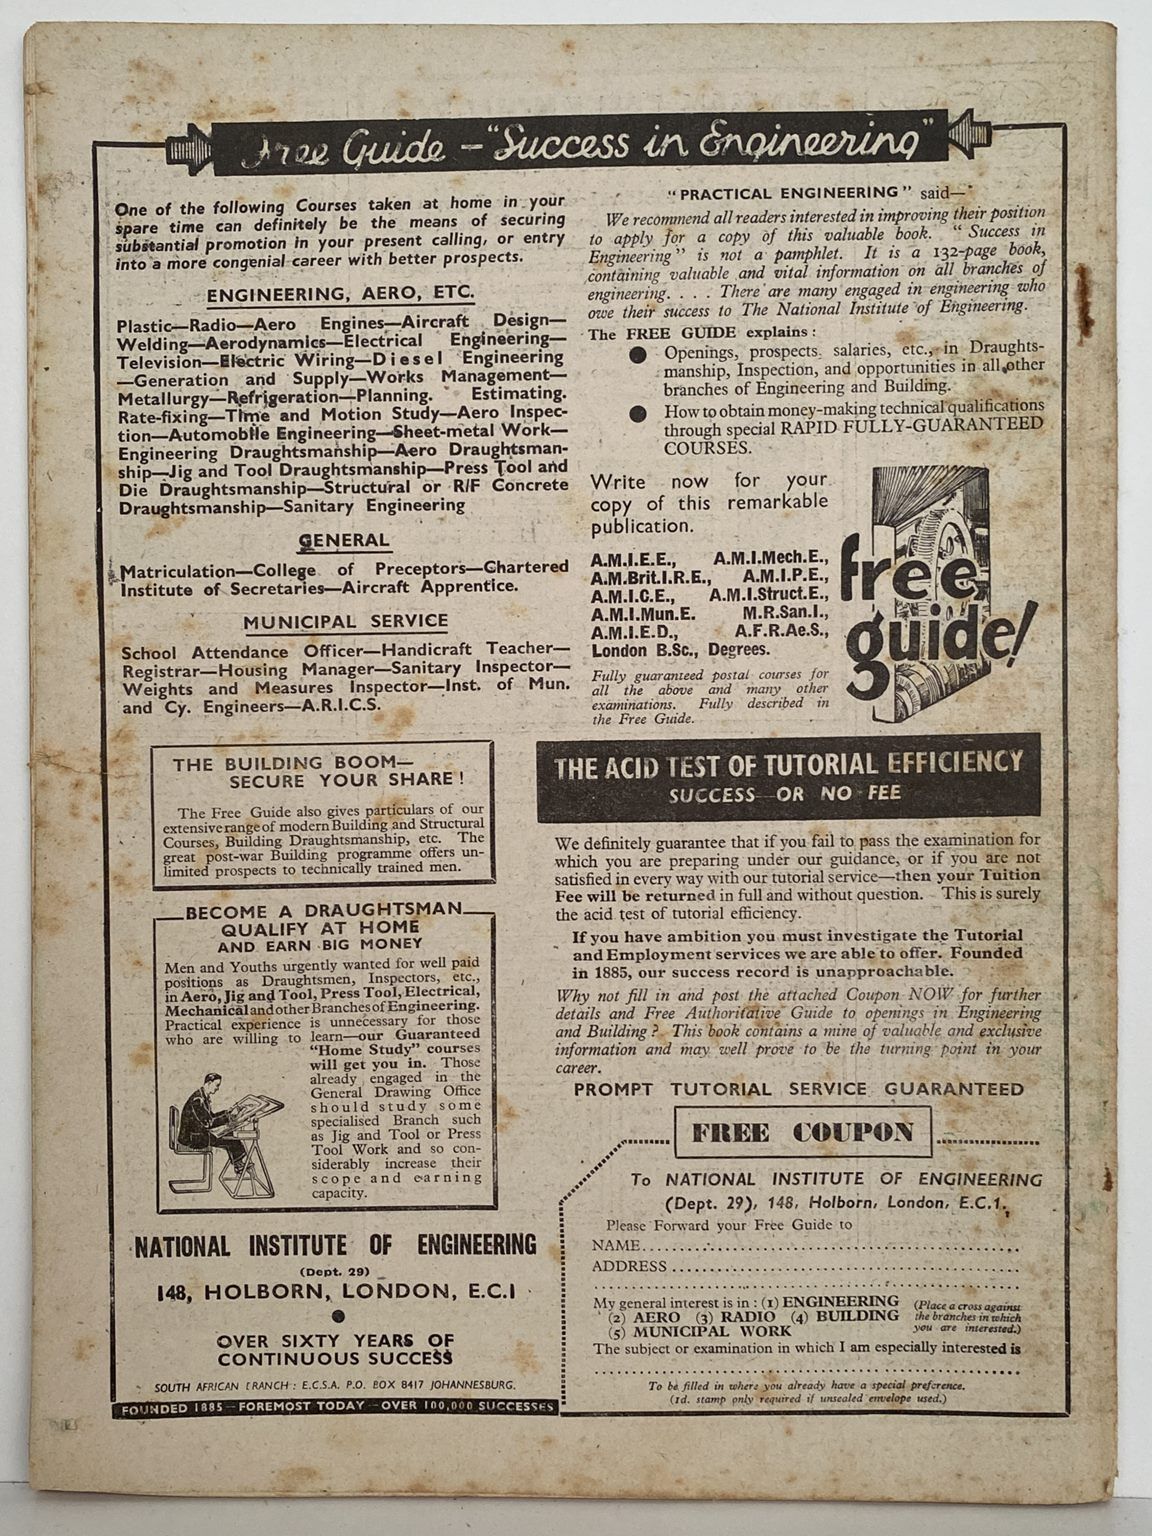 Free Guide – "Success in Engineering"
One of the following Courses taken at home in your
spare time can definitely be the means of securing
substantial promotion in your present calling, or entry
into a more congenial career with better prospects.
ENGINEERING, AERO, ETC.
Plastic—Radio—Aero Engines—Aircraft Design—
Welding—Aerodynamics—Electrical Engineering—
Television—Electric Wiring—Diesel Engineering
—Generation and Supply—Works Management—
Metallurgy—Refrigeration—Planning. Estimating.
Rate-fixing—Time and Motion Study—Aero Inspec-
tion—Automobile Engineering—Sheet-metal Work—
Engineering Draughtsmanship—Aero Draughtsman-
ship—Jig and Tool Draughtsmanship—Press Tool and
Die Draughtsmanship—Structural or R/F Concrete
Draughtsmanship—Sanitary Engineering
GENERAL
Matriculation—College of Preceptors—Chartered
Institute of Secretaries—Aircraft Apprentice.
MUNICIPAL SERVICE
School Attendance Officer—Handicraft Teacher—
Registrar—Housing Manager—Sanitary Inspector—
Weights and Measures Inspector—Inst. of Mun.
and Cy. Engineers—A.R.I.C.S.
THE BUILDING BOOM—
SECURE YOUR SHARE!
The Free Guide also gives particulars of our
extensive range of modern Building and Structural
Courses, Building Draughtsmanship, etc. The
great post-war Building programme offers un-
limited prospects to technically trained men.
BECOME A DRAUGHTSMAN
QUALIFY AT HOME
AND EARN BIG MONEY
Men and Youths urgently wanted for well paid
positions as Draughtsmen, Inspectors, etc.,
in Aero, Jig and Tool, Press Tool, Electrical,
Mechanical and other Branches of Engineering.
Practical experience is unnecessary for those
who are willing to learn—our Guaranteed
"Home Study" courses
will get you in. Those
already engaged in the
General Drawing Office
should study some
specialised Branch such
as Jig and Tool or Press
Tool Work and so con-
siderably increase their
scope and earning
capacity.
NATIONAL INSTITUTE OF ENGINEERING
(Dept. 29)
148, HOLBORN, LONDON, E.C.1
OVER SIXTY YEARS OF
CONTINUOUS SUCCESS
SOUTH AFRICAN BRANCH : E.C.S.A. P.O. BOX 8417 JOHANNESBURG.
FOUNDED 1885—FOREMOST TODAY—OVER 100,000 SUCCESSES
"PRACTICAL ENGINEERING" said—
We recommend all readers interested in improving their position
to apply for a copy of this valuable book. "Success in
Engineering" is not a pamphlet. It is a 132-page book,
containing valuable and vital information on all branches of
engineering. . . . There are many engaged in engineering who
owe their success to The National Institute of Engineering.
The FREE GUIDE explains:
● Openings, prospects, salaries, etc., in Draughts-
manship, Inspection, and opportunities in all other
branches of Engineering and Building.
● How to obtain money-making technical qualifications
through special RAPID FULLY-GUARANTEED
COURSES.
Write now for your
copy of this remarkable
publication.
A.M.I.E.E., A.M.I.Mech.E.,
A.M.Brit.I.R.E., A.M.I.P.E.,
A.M.I.C.E., A.M.I.Struct.E.,
A.M.I.Mun.E. M.R.San.I.,
A.M.I.E.D., A.F.R.Ae.S.,
London B.Sc., Degrees.
Fully guaranteed postal courses for
all the above and many other
examinations. Fully described in
the Free Guide.
free
guide!
THE ACID TEST OF TUTORIAL EFFICIENCY
SUCCESS—OR NO FEE
We definitely guarantee that if you fail to pass the examination for
which you are preparing under our guidance, or if you are not
satisfied in every way with our tutorial service—then your Tuition
Fee will be returned in full and without question. This is surely
the acid test of tutorial efficiency.
If you have ambition you must investigate the Tutorial
and Employment services we are able to offer. Founded
in 1885, our success record is unapproachable.
Why not fill in and post the attached Coupon NOW for further
details and Free Authoritative Guide to openings in Engineering
and Building? This book contains a mine of valuable and exclusive
information and may well prove to be the turning point in your
career.
PROMPT TUTORIAL SERVICE GUARANTEED
FREE COUPON
To NATIONAL INSTITUTE OF ENGINEERING
(Dept. 29), 148, Holborn, London, E.C.1.
Please Forward your Free Guide to
NAME
ADDRESS
My general interest is in : (1) ENGINEERING
(2) AERO (3) RADIO (4) BUILDING
(5) MUNICIPAL WORK
(Place a cross against
the branches in which
you are interested.)
The subject or examination in which I am especially interested is
To be filled in where you already have a special preference.
(1d. stamp only required if unsealed envelope used.)